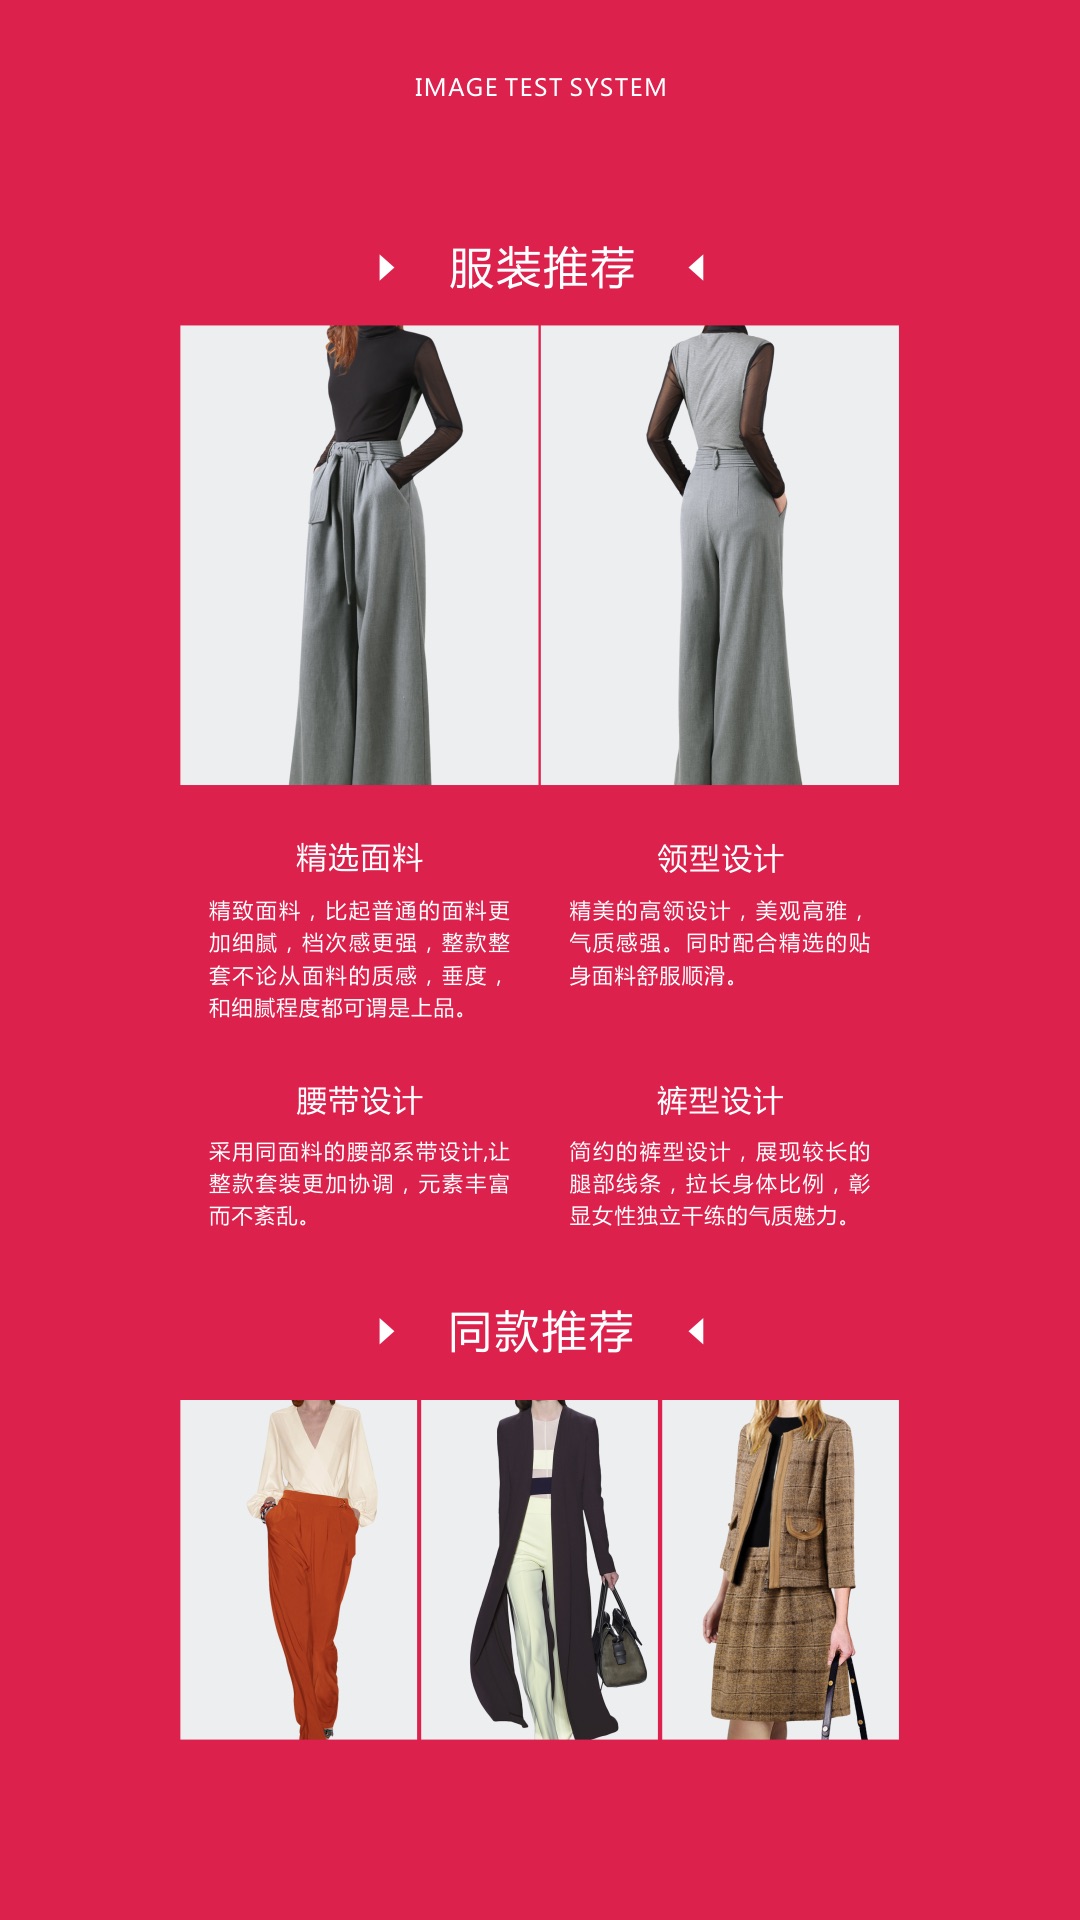 IMAGE TEST SYSTEM
服装推荐
精选面料
精致面料，比起普通的面料更
加细腻，档次感更强，整款整
套不论从面料的质感，垂度，
和细腻程度都可谓是上品。
领型设计
精美的高领设计，美观高雅，
气质感强。同时配合精选的贴
身面料舒服顺滑。
腰带设计
采用同面料的腰部系带设计,让
整款套装更加协调，元素丰富
而不紊乱。
裤型设计
简约的裤型设计，展现较长的
腿部线条，拉长身体比例，彰
显女性独立干练的气质魅力。
同款推荐